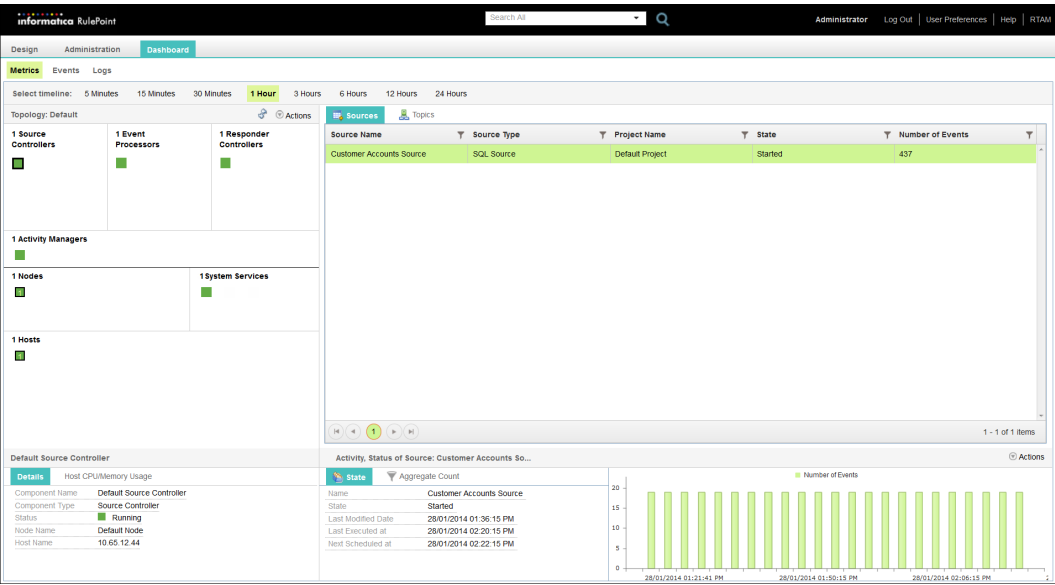 informatica RulePoint
Search All
Administrator Log Out | User Preferences | Help | RTAM
Design Administration Dashboard
Metrics Events Logs
Select timeline: 5 Minutes 15 Minutes 30 Minutes 1 Hour 3 Hours 6 Hours 12 Hours 24 Hours
Topology: Default Actions
1 Source Controllers
1 Event Processors
1 Responder Controllers
1 Activity Managers
1 Nodes
1
1 System Services
1 Hosts
1
Sources Topics
Source Name Source Type Project Name State Number of Events
Customer Accounts Source SQL Source Default Project Started 437
1
1 - 1 of 1 items
Default Source Controller
Details Host CPU/Memory Usage
Component Name Default Source Controller
Component Type Source Controller
Status Running
Node Name Default Node
Host Name 10.65.12.44
Activity, Status of Source: Customer Accounts So...
Actions
State Aggregate Count
Name Customer Accounts Source
State Started
Last Modified Date 28/01/2014 01:36:15 PM
Last Executed at 28/01/2014 02:20:15 PM
Next Scheduled at 28/01/2014 02:22:15 PM
Number of Events
20
15
10
5
0
28/01/2014 01:21:41 PM 28/01/2014 01:50:15 PM 28/01/2014 02:06:15 PM